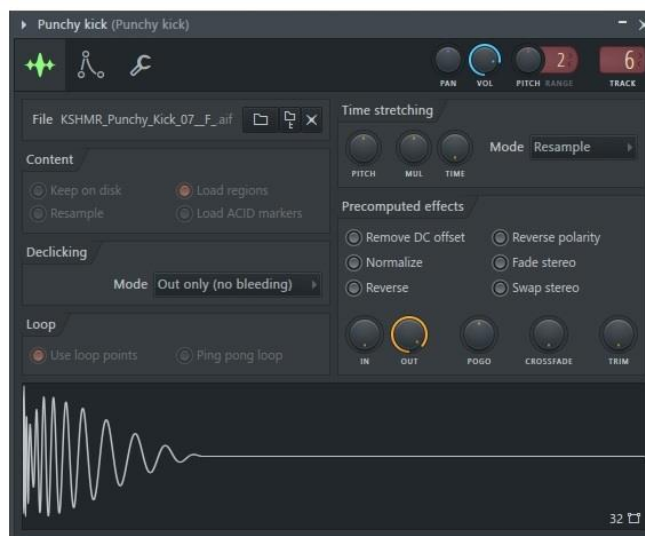 Punchy kick (Punchy kick)
2 6
PAN VOL PITCH RANGE TRACK
File KSHMR_Punchy_Kick_07__F_.aif
Content
Keep on disk Load regions
Resample Load ACID markers
Declicking
Mode Out only (no bleeding)
Loop
Use loop points Ping pong loop
Time stretching
Mode Resample
PITCH MUL TIME
Precomputed effects
Remove DC offset Reverse polarity
Normalize Fade stereo
Reverse Swap stereo
IN OUT POGO CROSSFADE TRIM
32